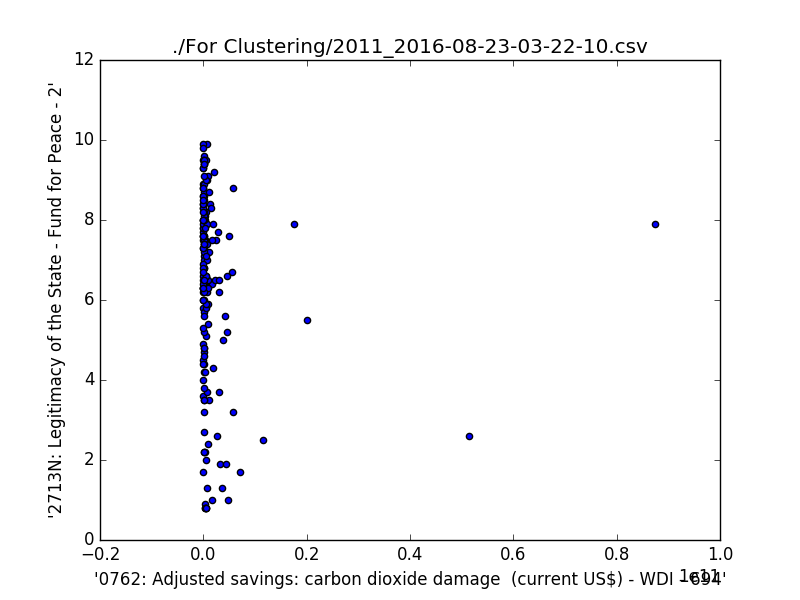 ./For Clustering/2011_2016-08-23-03-22-10.csv
'2713N: Legitimacy of the State - Fund for Peace - 2'
12
10
8
6
4
2
0
−0.2 0.0 0.2 0.4 0.6 0.8 1.0
1e11
'0762: Adjusted savings: carbon dioxide damage  (current US$) - WDI - 694'